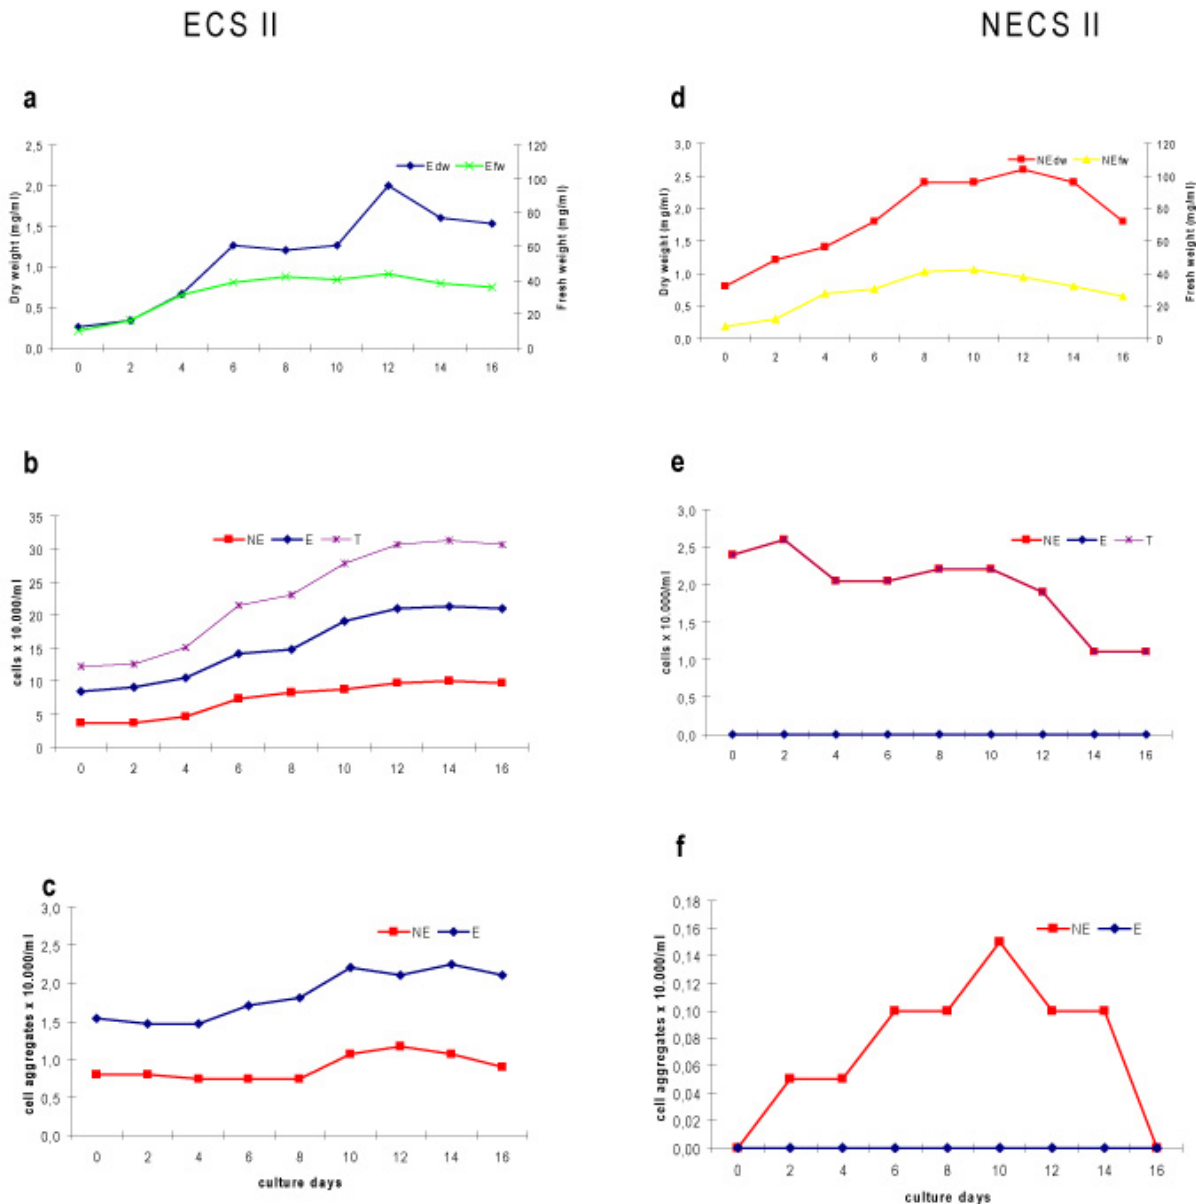 ECS II
NECS II
a
2,5
2,0
1,5
1,0
0,5
0,0
Dry weight (mg/ml)
Edw Efw
120
100
80
60
40
20
0
Fresh weight (mg/ml)
0 2 4 6 8 10 12 14 16
d
3,0
2,5
2,0
1,5
1,0
0,5
0,0
Dry weight (mg/ml)
NEdw NEfw
120
100
80
60
40
20
0
Fresh weight (mg/ml)
0 2 4 6 8 10 12 14 16
b
35
30
25
20
15
10
5
0
cells x 10.000/ml
NE E T
0 2 4 6 8 10 12 14 16
e
3,0
2,5
2,0
1,5
1,0
0,5
0,0
cells x 10.000/ml
NE E T
0 2 4 6 8 10 12 14 16
c
3,0
2,5
2,0
1,5
1,0
0,5
0,0
cell aggregates x 10.000/ml
NE E
0 2 4 6 8 10 12 14 16
culture days
f
0,18
0,16
0,14
0,12
0,10
0,08
0,06
0,04
0,02
0,00
cell aggregates x 10.000/ml
NE E
0 2 4 6 8 10 12 14 16
culture days